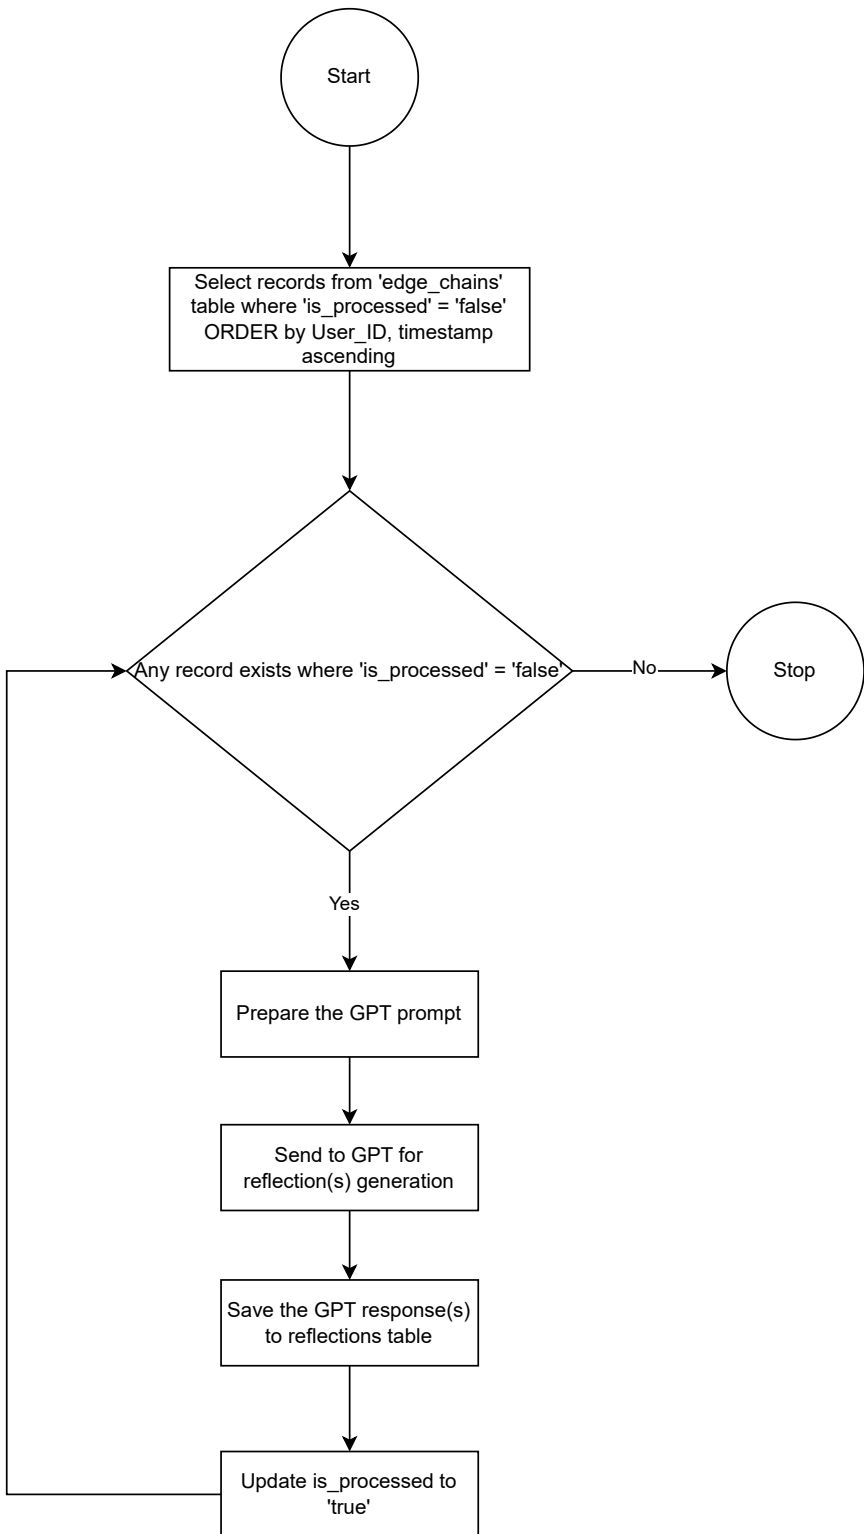 Start
Select records from 'edge_chains'
table where 'is_processed' = 'false'
ORDER by User_ID, timestamp
ascending
Any record exists where 'is_processed' = 'false'
No
Stop
Yes
Prepare the GPT prompt
Send to GPT for
reflection(s) generation
Save the GPT response(s)
to reflections table
Update is_processed to
'true'